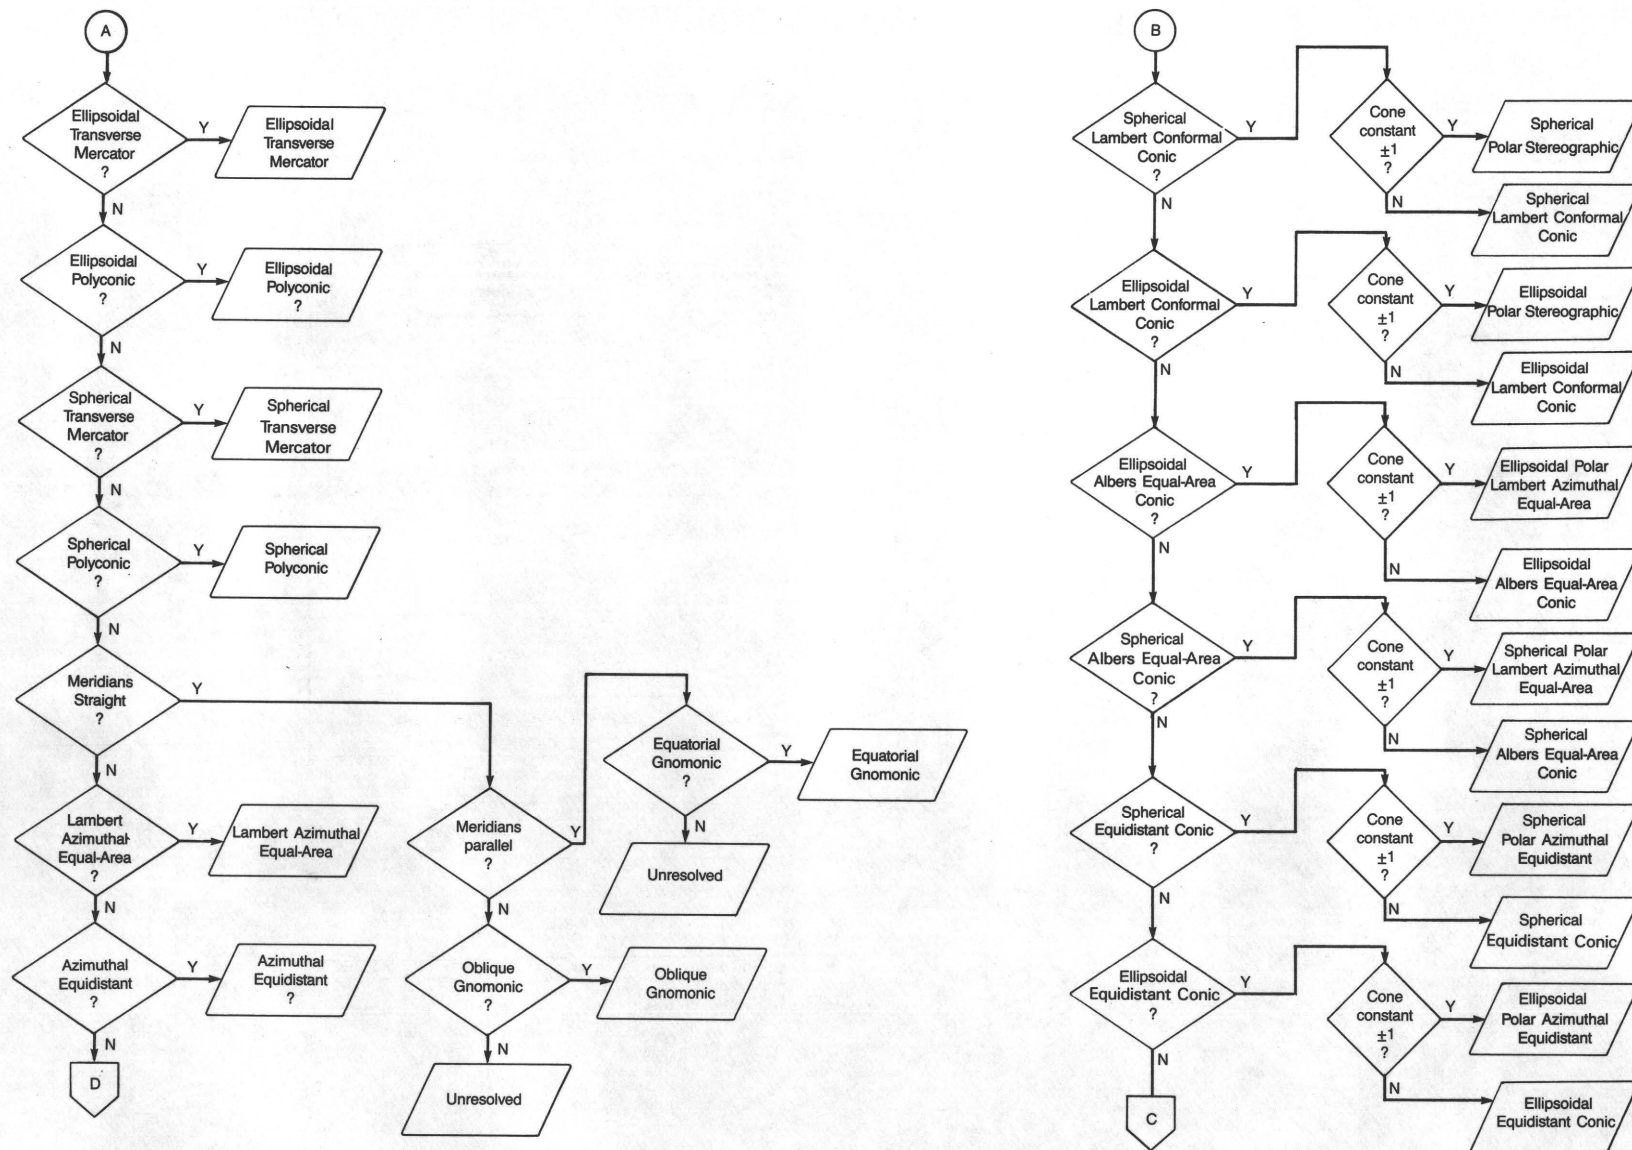 A
Ellipsoidal
Transverse
Mercator
?
Y
Ellipsoidal
Transverse
Mercator
N
Ellipsoidal
Polyconic
?
Y
Ellipsoidal
Polyconic
?
N
Spherical
Transverse
Mercator
?
Y
Spherical
Transverse
Mercator
N
Spherical
Polyconic
?
Y
Spherical
Polyconic
N
Meridians
Straight
?
Y
N
Lambert
Azimuthal
Equal-Area
?
Y
Lambert Azimuthal
Equal-Area
N
Azimuthal
Equidistant
?
Y
Azimuthal
Equidistant
?
N
D
Meridians
parallel
?
Y
Equatorial
Gnomonic
?
Y
Equatorial
Gnomonic
N
Unresolved
N
Oblique
Gnomonic
?
Y
Oblique
Gnomonic
N
Unresolved
B
Spherical
Lambert Conformal
Conic
?
Y
Cone
constant
±1
?
Y
Spherical
Polar Stereographic
N
Spherical
Lambert Conformal
Conic
N
Ellipsoidal
Lambert Conformal
Conic
?
Y
Cone
constant
±1
?
Y
Ellipsoidal
Polar Stereographic
N
Ellipsoidal
Lambert Conformal
Conic
N
Ellipsoidal
Albers Equal-Area
Conic
?
Y
Cone
constant
±1
?
Y
Ellipsoidal Polar
Lambert Azimuthal
Equal-Area
N
Ellipsoidal
Albers Equal-Area
Conic
N
Spherical
Albers Equal-Area
Conic
?
Y
Cone
constant
±1
?
Y
Spherical Polar
Lambert Azimuthal
Equal-Area
N
Spherical
Albers Equal-Area
Conic
N
Spherical
Equidistant Conic
?
Y
Cone
constant
±1
?
Y
Spherical
Polar Azimuthal
Equidistant
N
Spherical
Equidistant Conic
N
Ellipsoidal
Equidistant Conic
?
Y
Cone
constant
±1
?
Y
Ellipsoidal
Polar Azimuthal
Equidistant
N
Ellipsoidal
Equidistant Conic
N
C